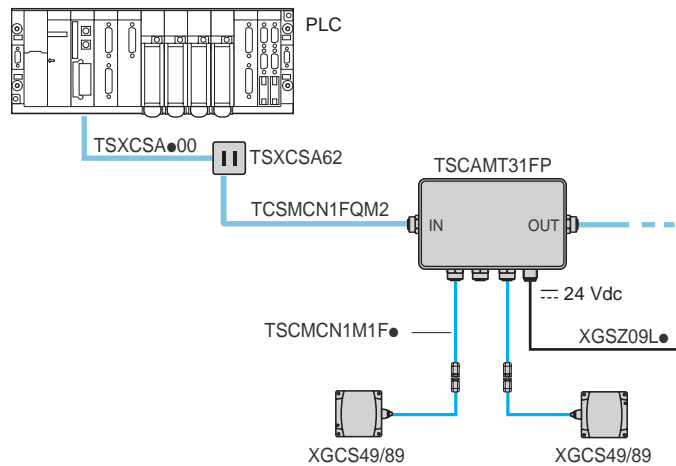 PLC
TSXCSA●00
TSXCSA62
TSCAMT31FP
TCSMCN1FQM2
IN
OUT
24 Vdc
TSCMCN1M1F●
XGSZ09L●
XGCS49/89
XGCS49/89